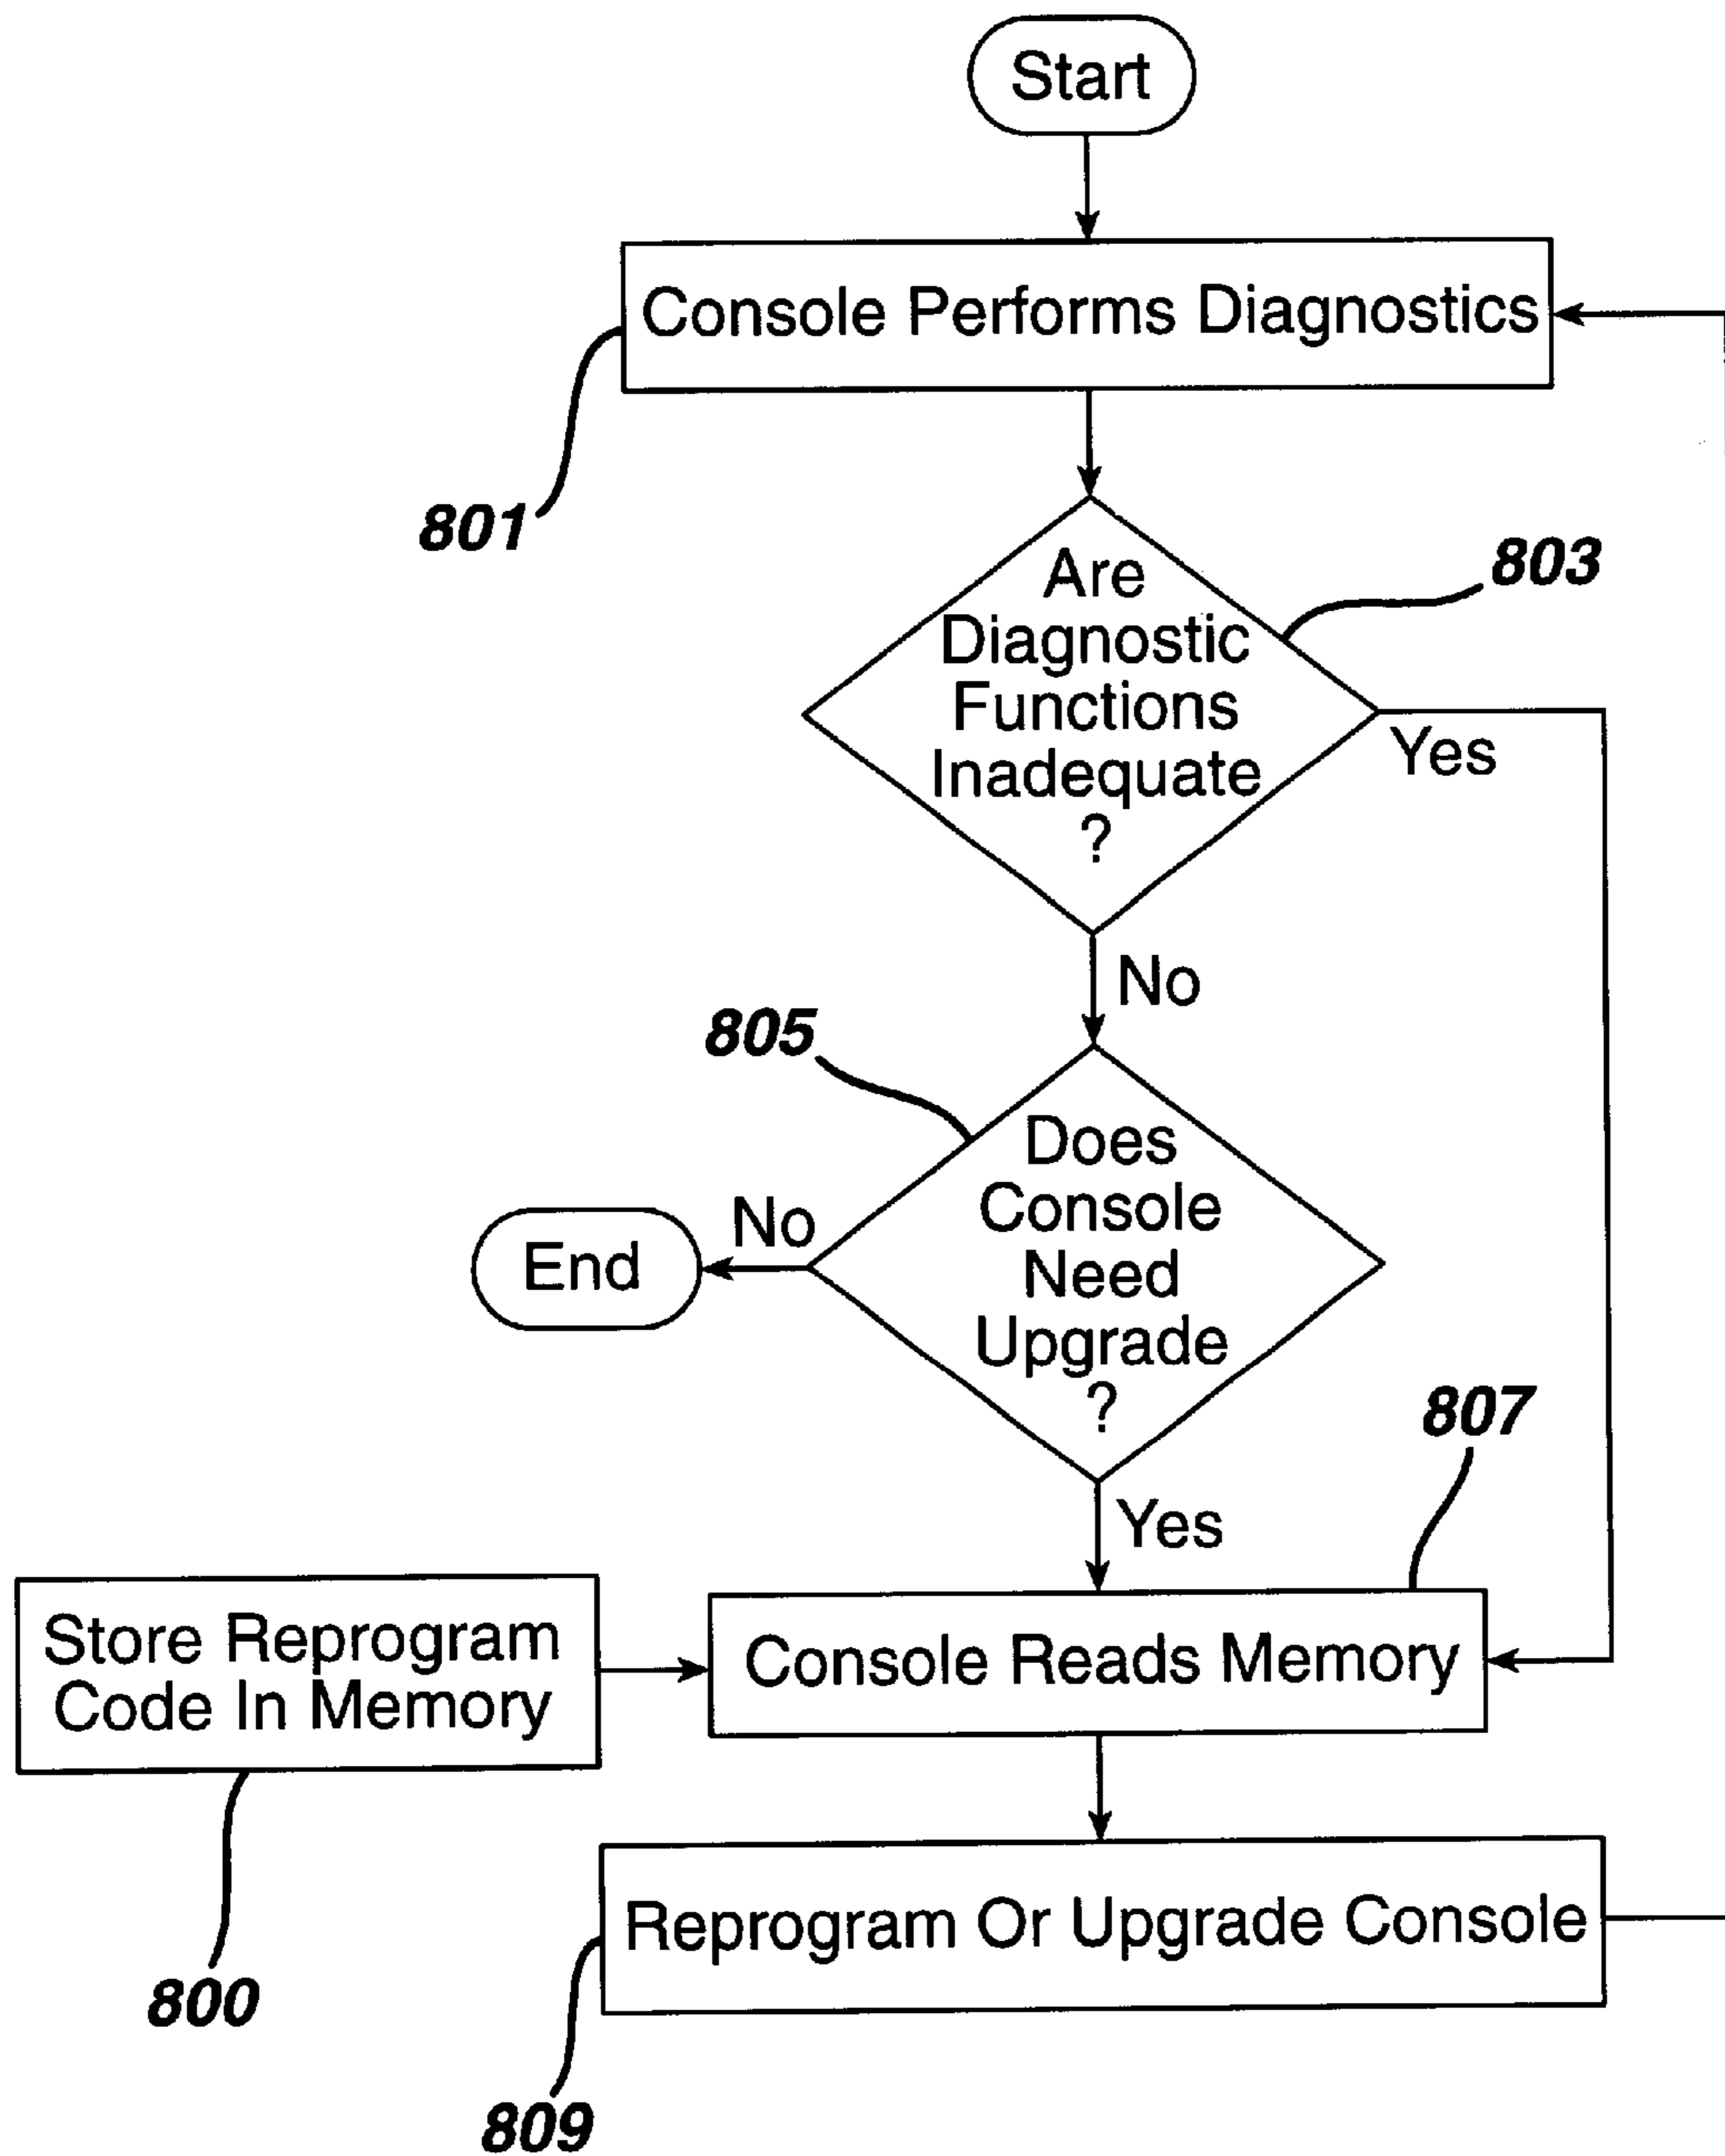 Start
Console Performs Diagnostics
801
Are
Diagnostic
Functions
Inadequate
?
803
Yes
No
805
Does
Console
Need
Upgrade
?
No
End
807
Yes
Store Reprogram
Code In Memory
Console Reads Memory
800
Reprogram Or Upgrade Console
809